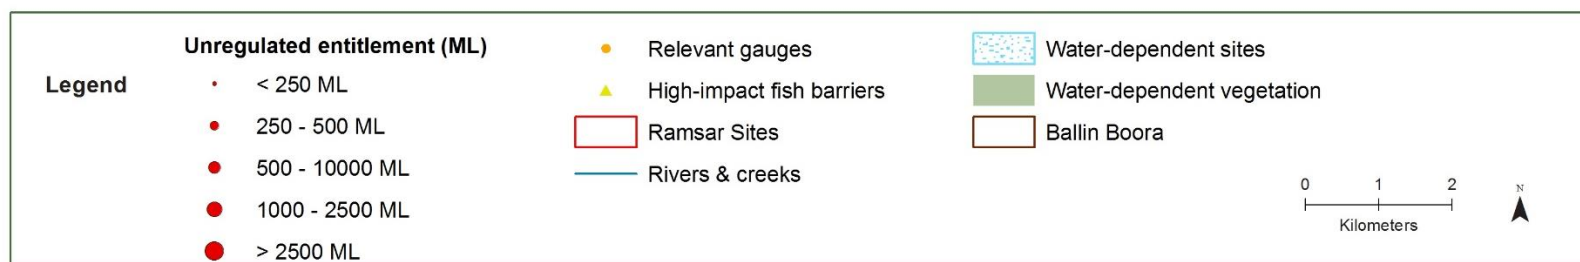 Legend
Unregulated entitlement (ML)
< 250 ML
250 - 500 ML
500 - 10000 ML
1000 - 2500 ML
> 2500 ML
Relevant gauges
High-impact fish barriers
Ramsar Sites
Rivers & creeks
Water-dependent sites
Water-dependent vegetation
Ballin Boora
0 1 2
Kilometers
N